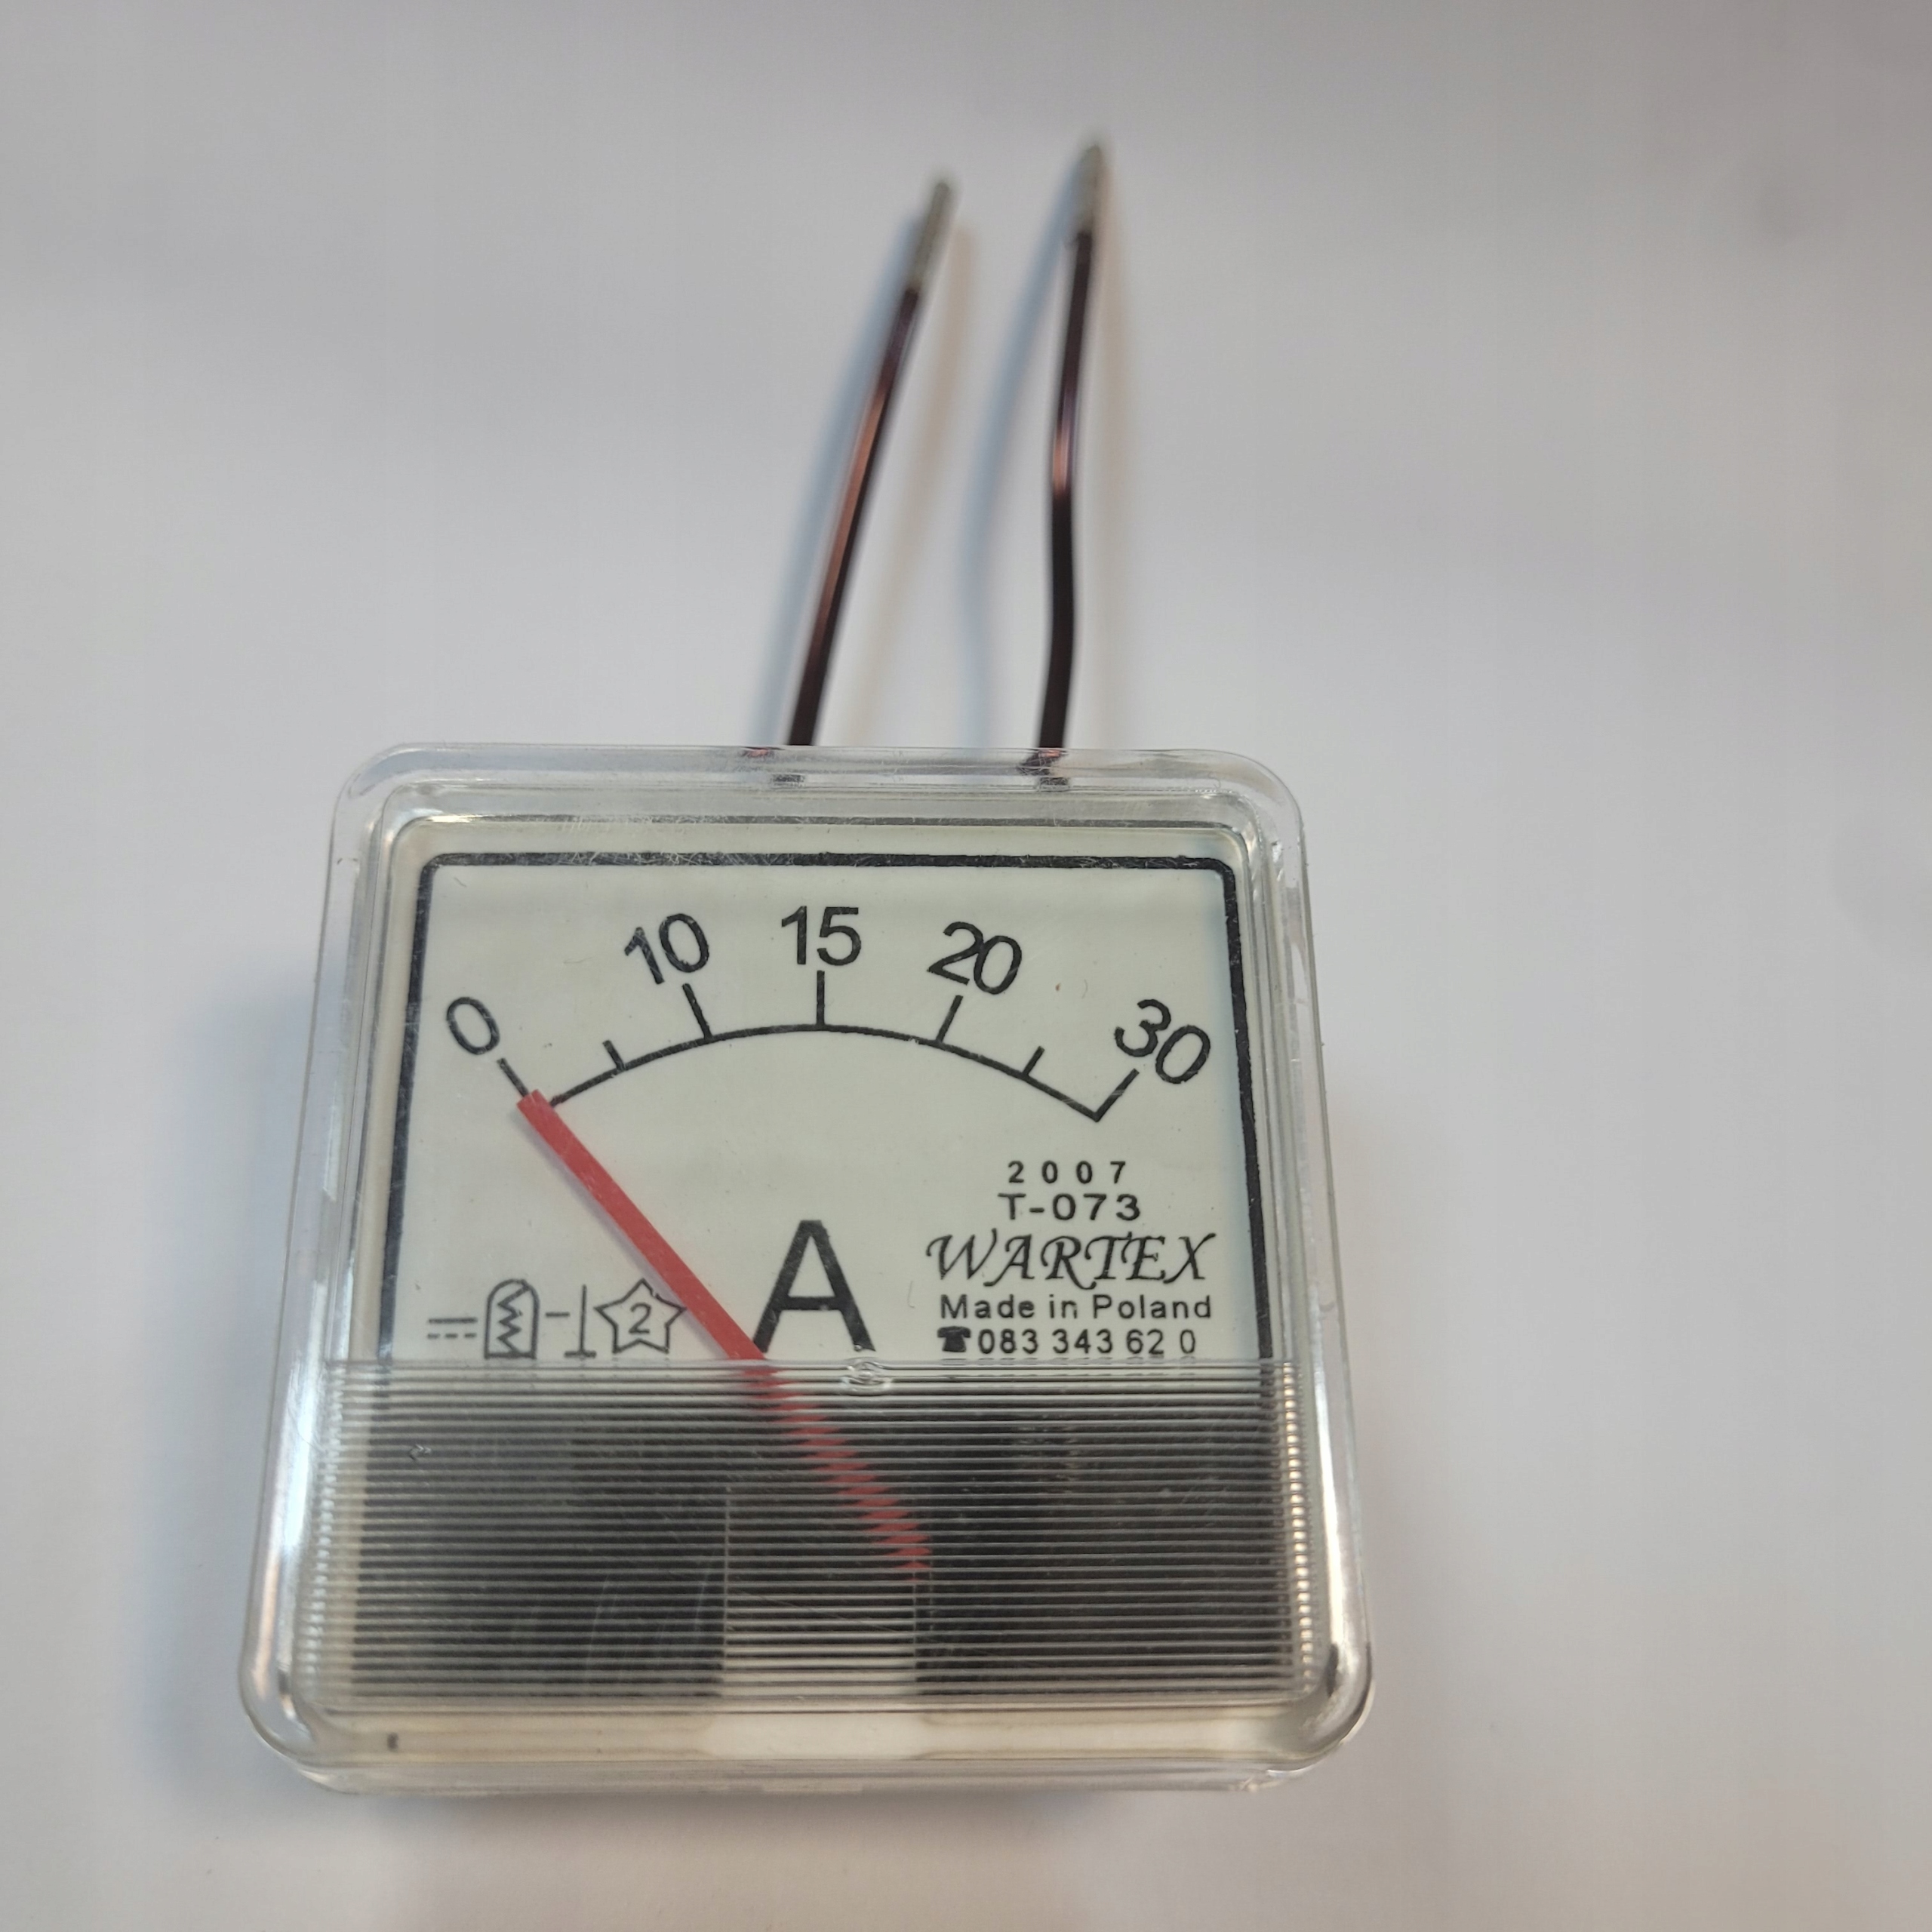 0 10 15 20 30
2007
T-073
WARTEX
A
Made in Poland
2
☎083 343 62 0